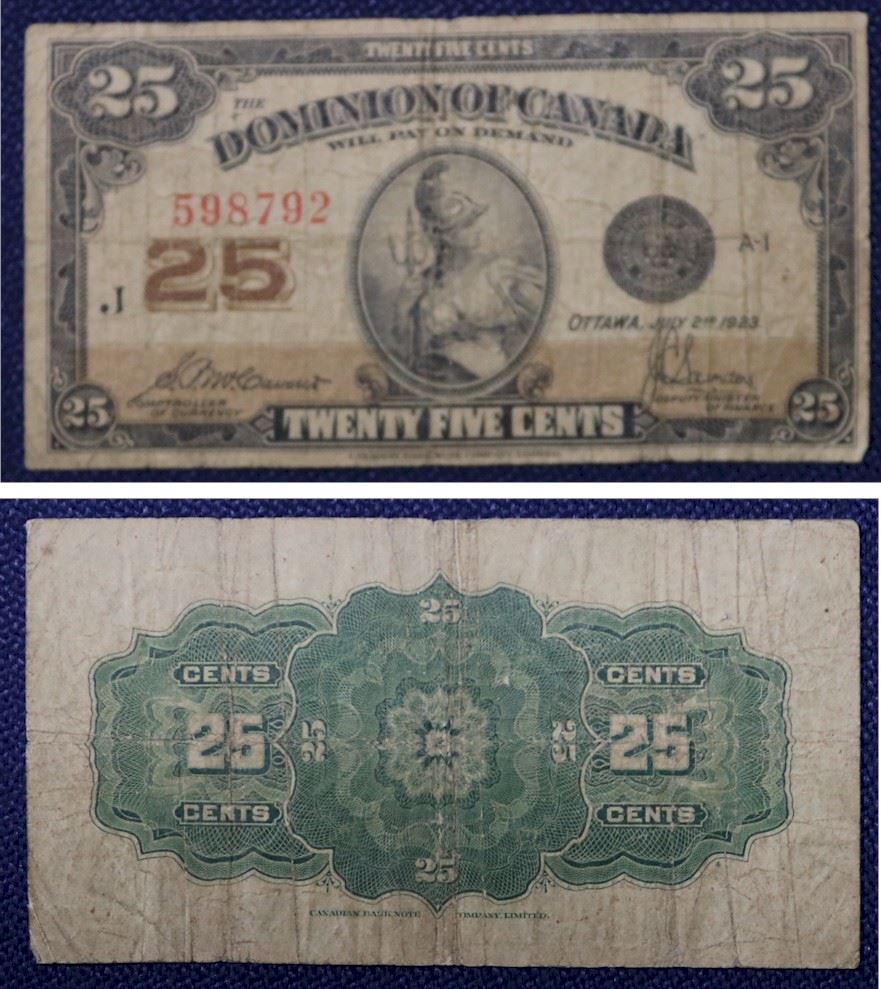 TWENTY FIVE CENTS
25
25
THE
DOMINION OF CANADA
WILL PAY ON DEMAND
598792
25
.J
A-1
OTTAWA, JULY 2ND 1923
COMPTROLLER
OF CURRENCY
DEPUTY MINISTER
OF FINANCE
25
TWENTY FIVE CENTS
25
25
CENTS
CENTS
25
25
25
25
CENTS
CENTS
25
CANADIAN BANK NOTE COMPANY, LIMITED.